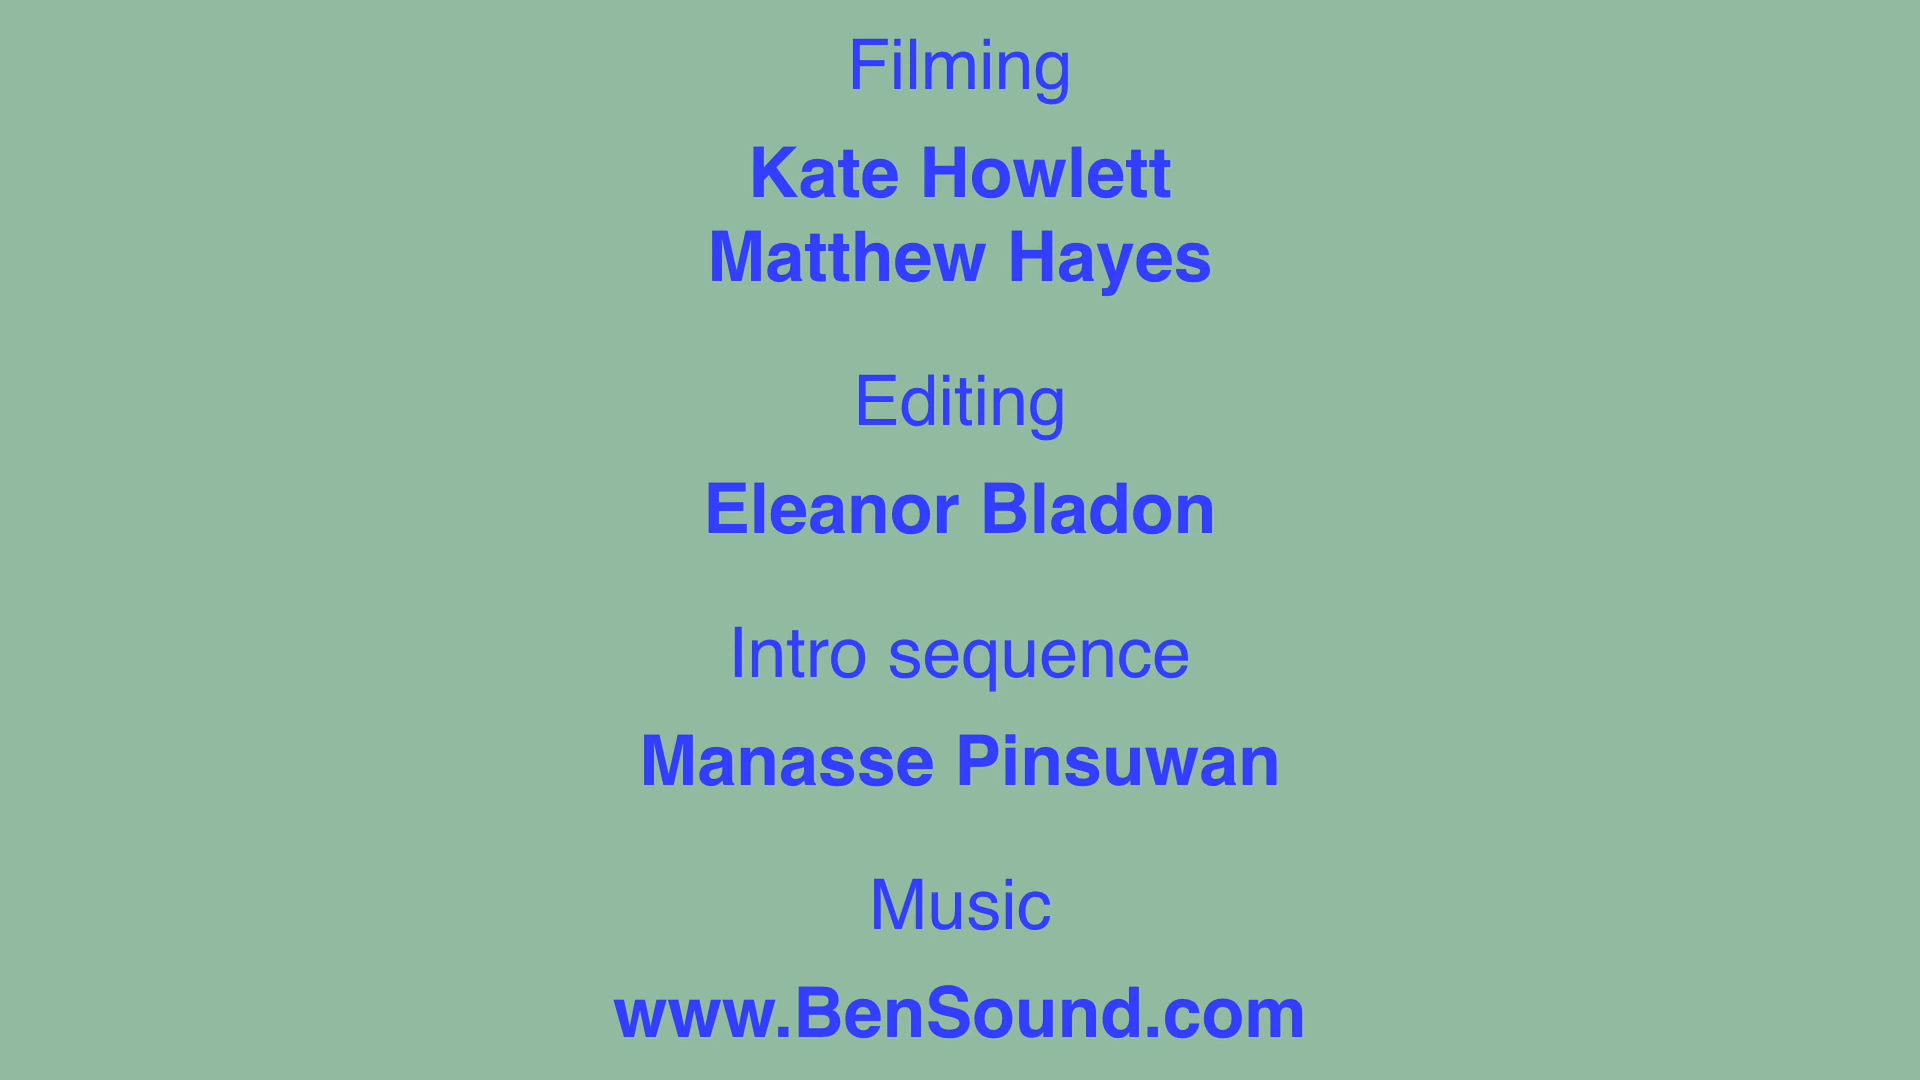 Filming
Kate Howlett
Matthew Hayes
Editing
Eleanor Bladon
Intro sequence
Manasse Pinsuwan
Music
www.BenSound.com